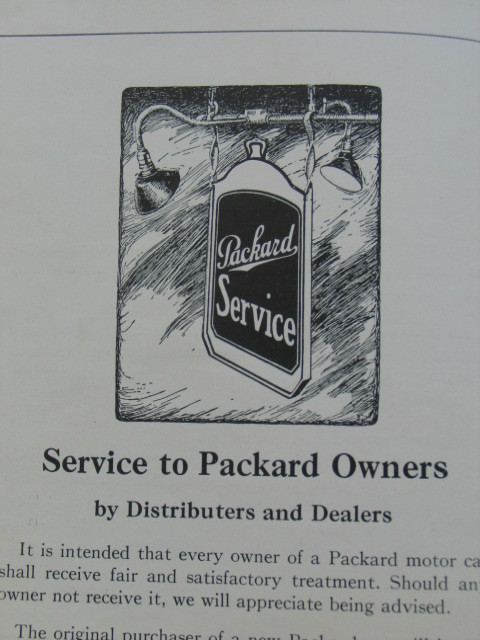 Packard
Service
Service to Packard Owners
by Distributers and Dealers
It is intended that every owner of a Packard motor ca
shall receive fair and satisfactory treatment. Should an
owner not receive it, we will appreciate being advised.
The original purchaser of a new